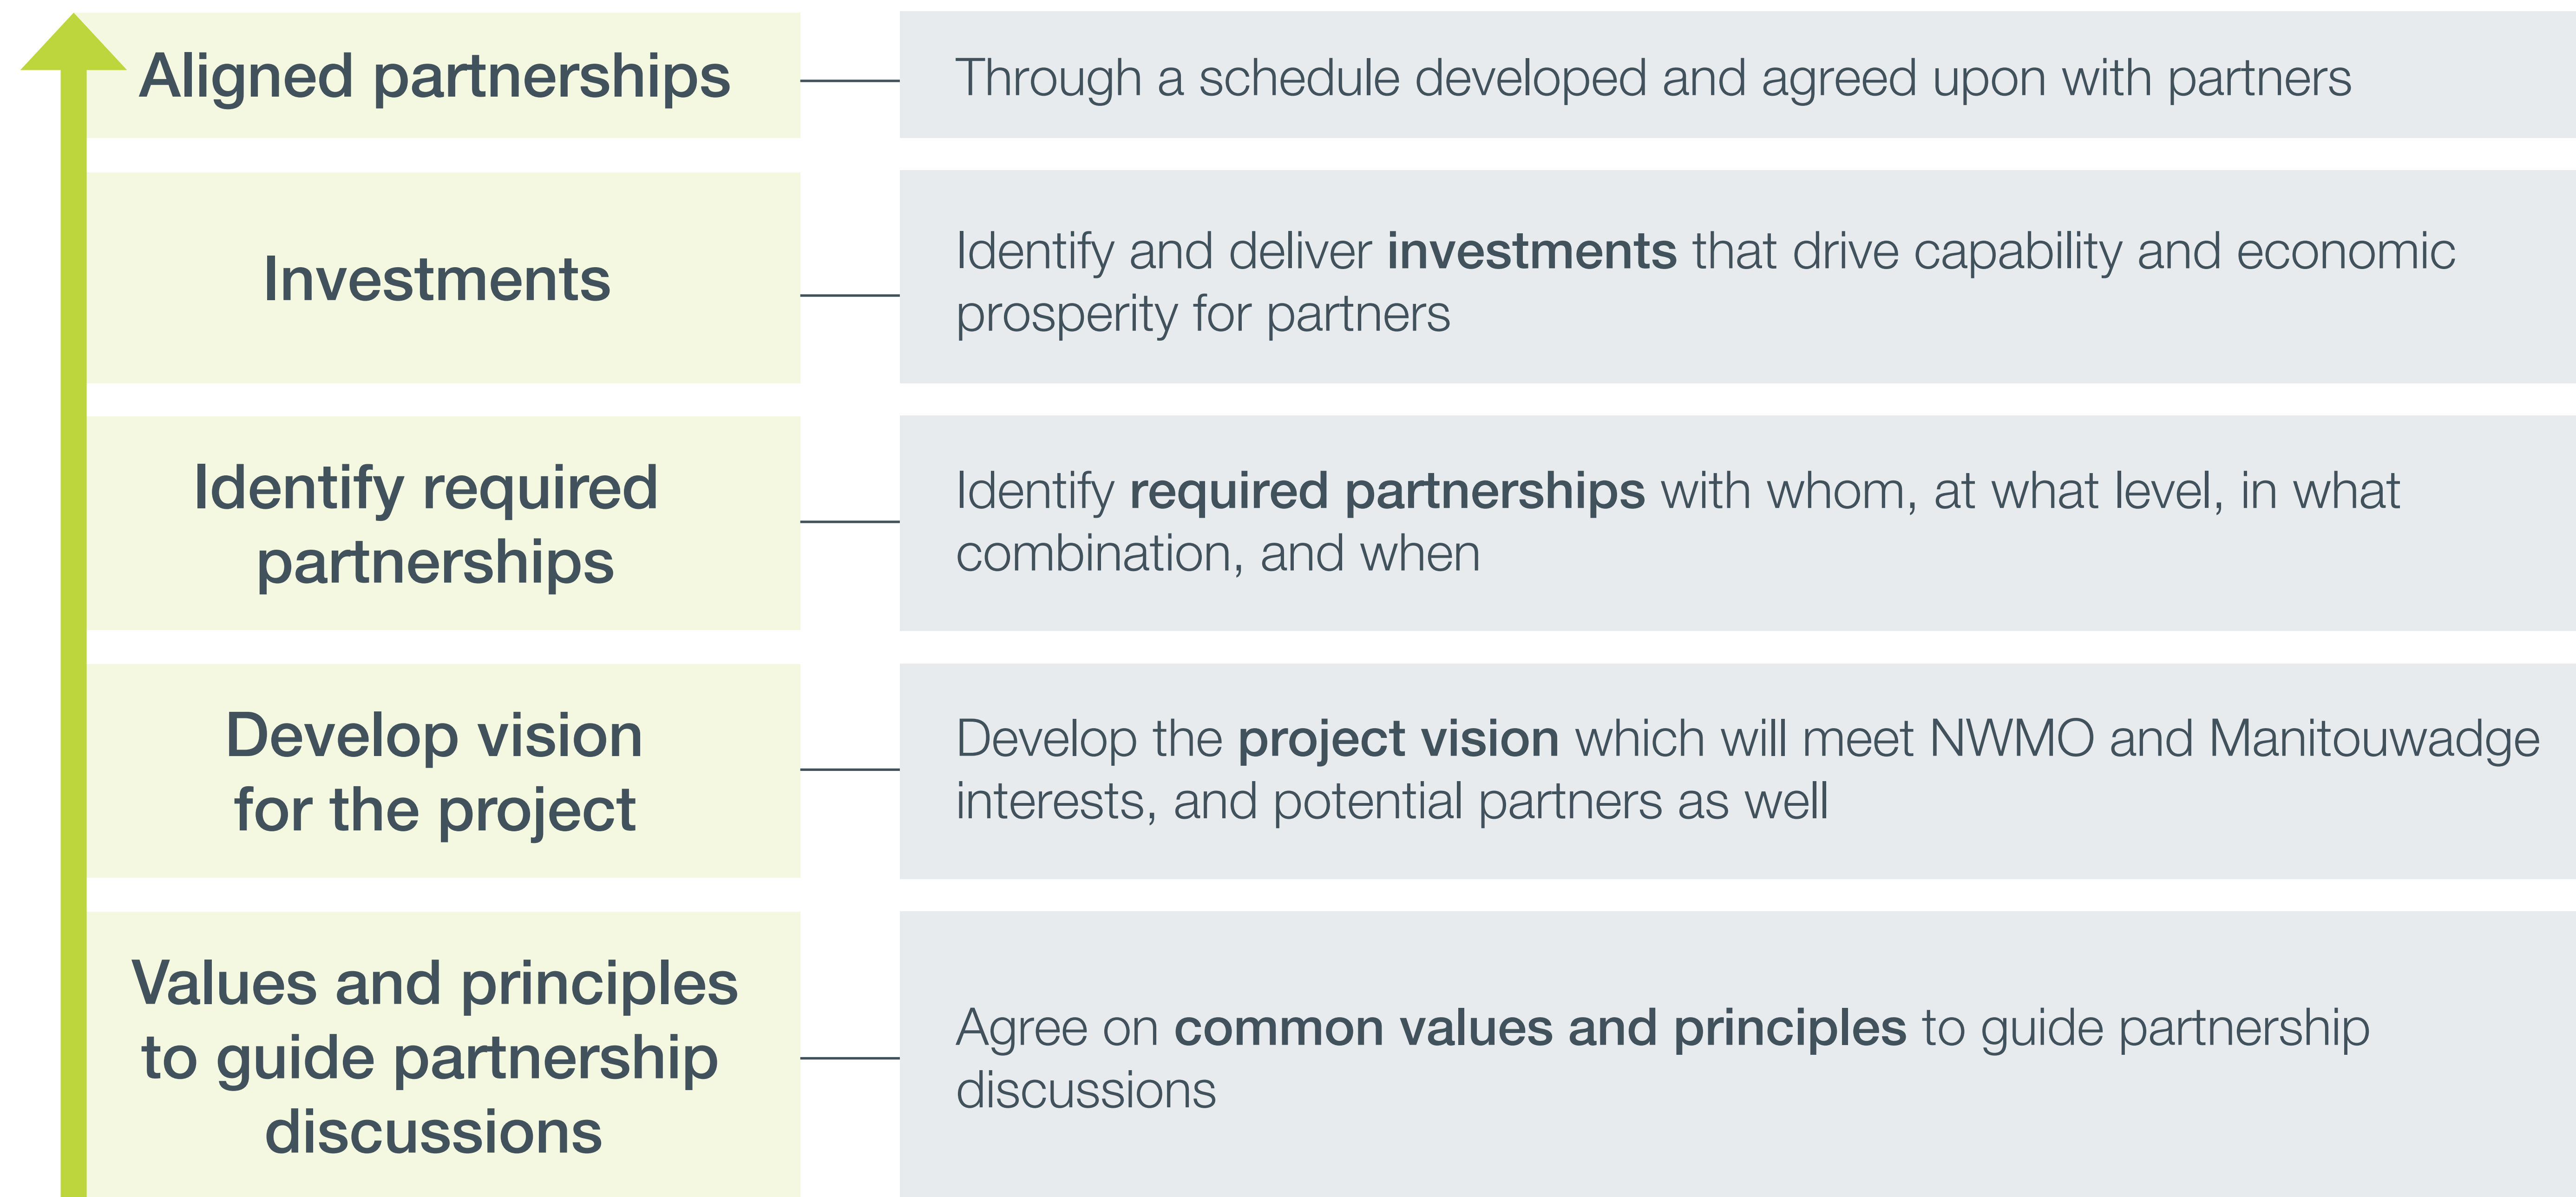 Aligned partnerships
Through a schedule developed and agreed upon with partners
Investments
Identify and deliver investments that drive capability and economic
prosperity for partners
Identify required
partnerships
Identify required partnerships with whom, at what level, in what
combination, and when
Develop vision
for the project
Develop the project vision which will meet NWMO and Manitouwadge
interests, and potential partners as well
Values and principles
to guide partnership
discussions
Agree on common values and principles to guide partnership
discussions